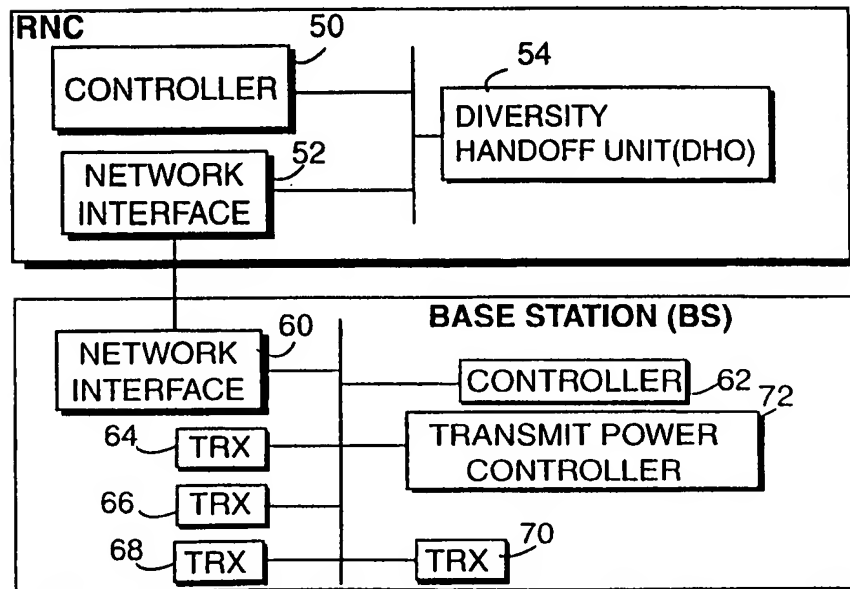 RNC
50
CONTROLLER
54
DIVERSITY
HANDOFF UNIT(DHO)
52
NETWORK
INTERFACE
BASE STATION (BS)
60
NETWORK
INTERFACE
CONTROLLER
62
72
64
TRX
TRANSMIT POWER
CONTROLLER
66
TRX
68
TRX
TRX
70